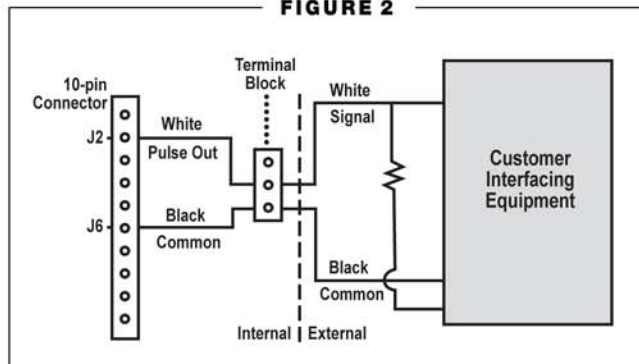 FIGURE 2
10-pin
Connector
J2
J6
White
Pulse Out
Black
Common
Terminal
Block
White
Signal
Black
Common
Internal
External
Customer
Interfacing
Equipment